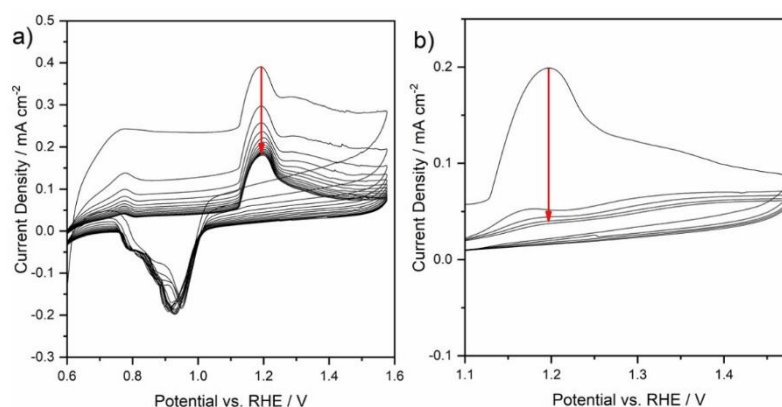 a)
0.5
0.4
0.3
0.2
0.1
0.0
-0.1
-0.2
-0.3
Current Density / mA cm⁻²
0.6 0.8 1.0 1.2 1.4 1.6
Potential vs. RHE / V
b)
0.2
0.1
0.0
-0.1
Current Density / mA cm⁻²
1.1 1.2 1.3 1.4
Potential vs. RHE / V